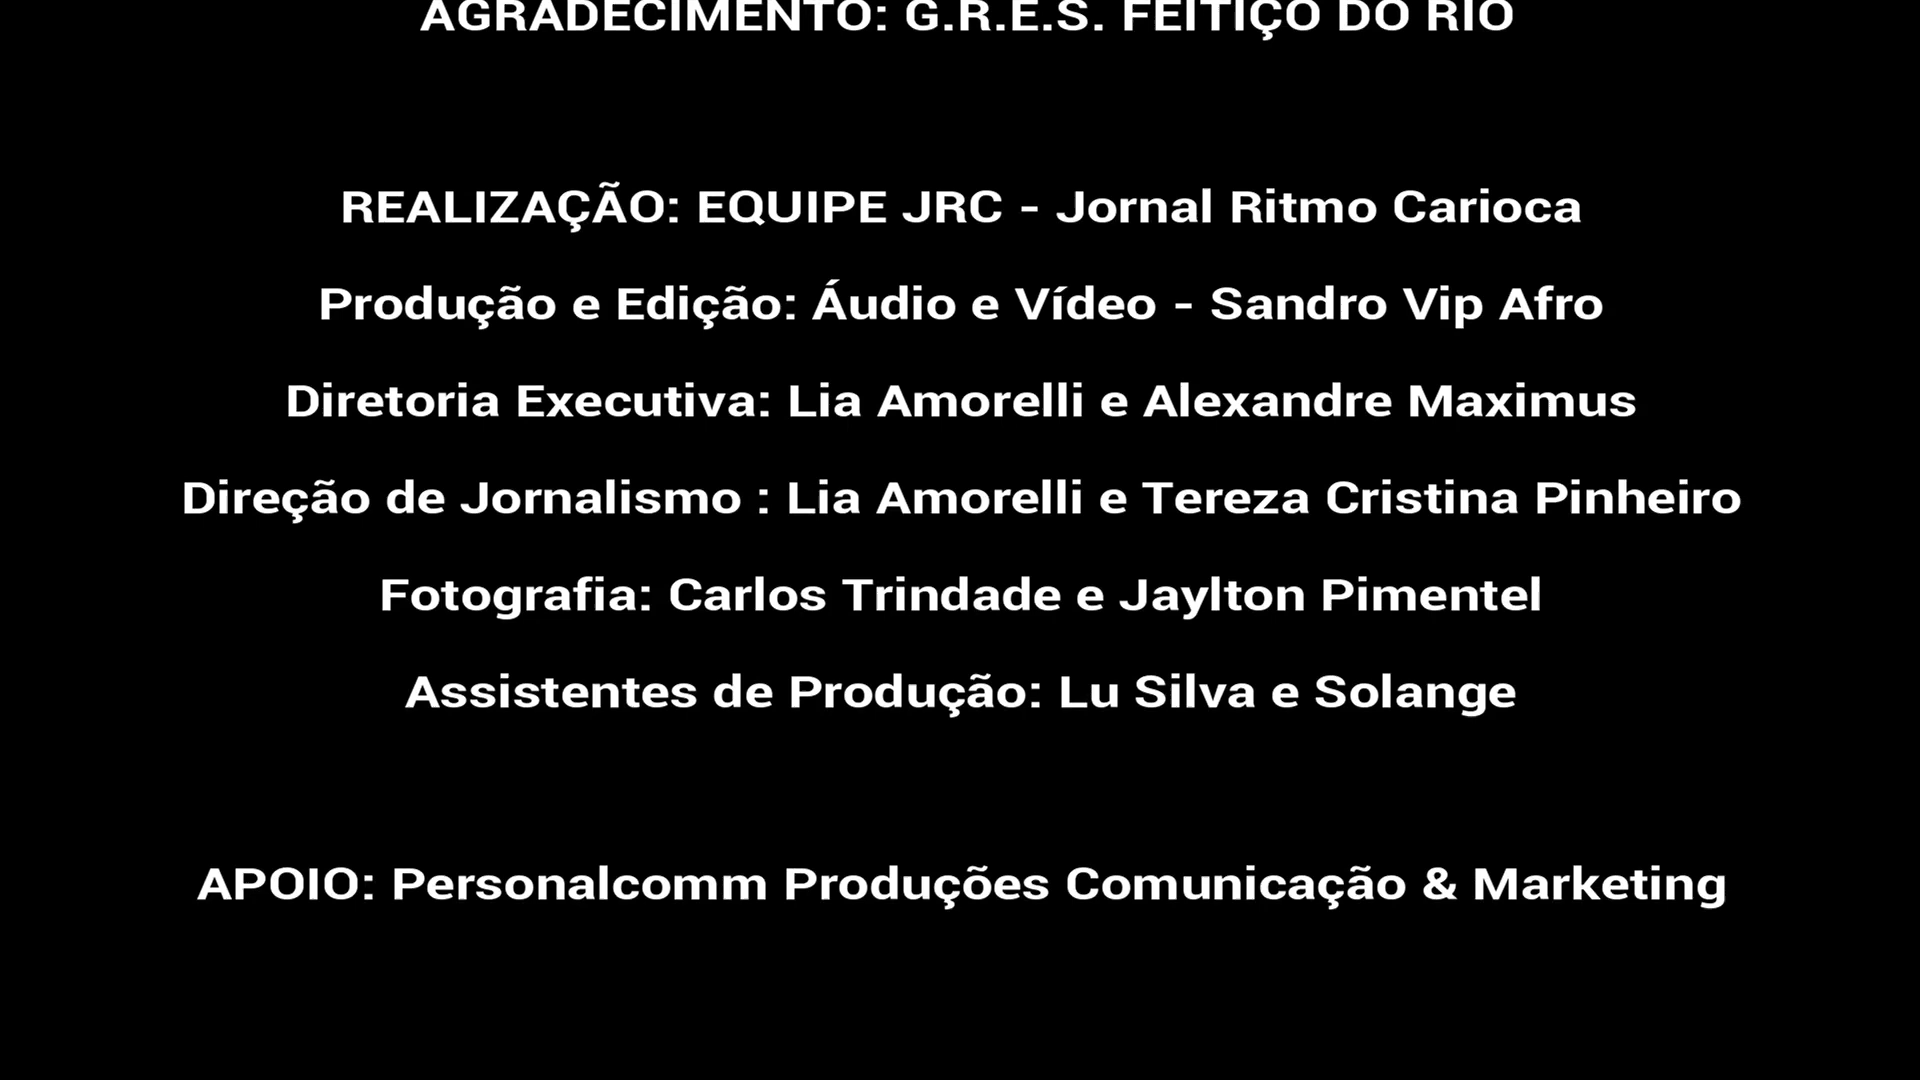 AGRADECIMENTO: G.R.E.S. FEITIÇO DO RIO
REALIZAÇÃO: EQUIPE JRC - Jornal Ritmo Carioca
Produção e Edição: Áudio e Vídeo - Sandro Vip Afro
Diretoria Executiva: Lia Amorelli e Alexandre Maximus
Direção de Jornalismo : Lia Amorelli e Tereza Cristina Pinheiro
Fotografia: Carlos Trindade e Jaylton Pimentel
Assistentes de Produção: Lu Silva e Solange
APOIO: Personalcomm Produções Comunicação & Marketing